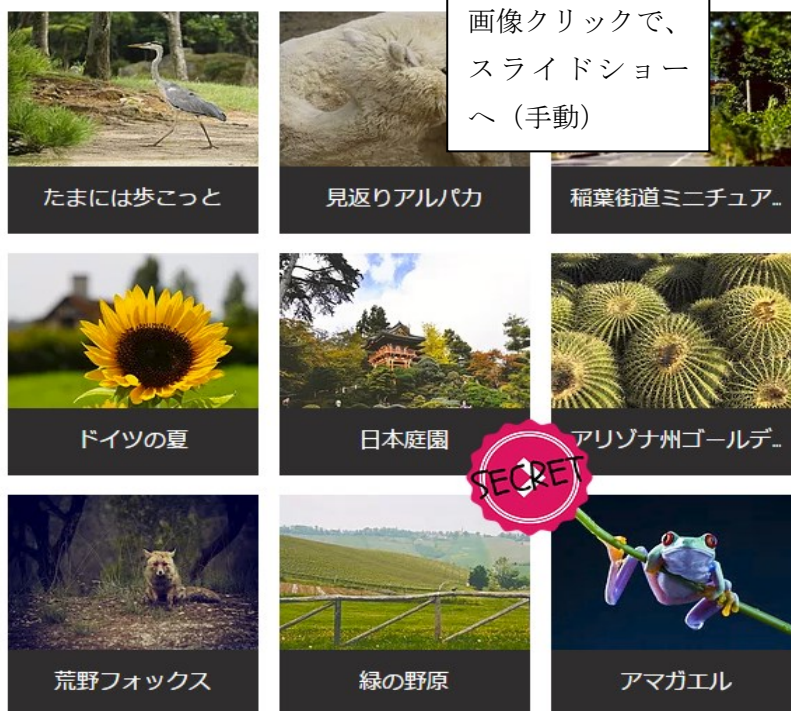 画像クリックで、
スライドショー
へ（手動）
たまには歩こっと
見返りアルパカ
稲葉街道ミニチュア…
ドイツの夏
日本庭園
アリゾナ州ゴールデ…
SECRET
荒野フォックス
緑の野原
アマガエル